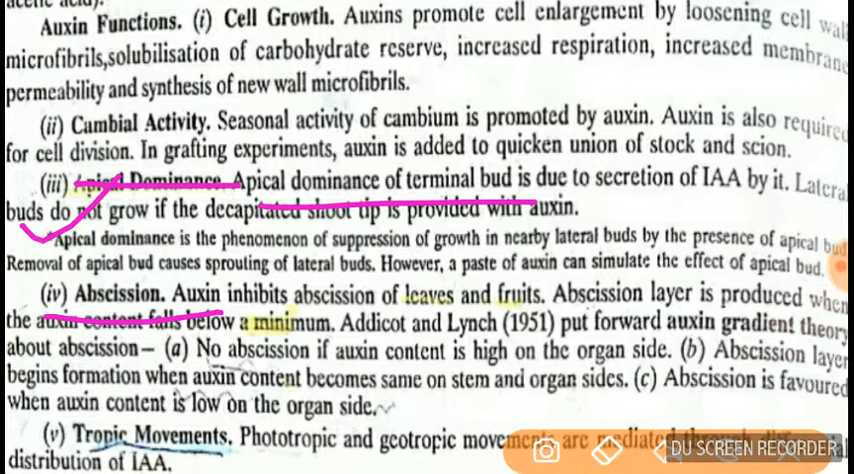 Auxin Functions. (i) Cell Growth. Auxins promote cell enlargement by loosening cell wall
microfibrils,solubilisation of carbohydrate reserve, increased respiration, increased membrane
permeability and synthesis of new wall microfibrils.
(ii) Cambial Activity. Seasonal activity of cambium is promoted by auxin. Auxin is also required
for cell division. In grafting experiments, auxin is added to quicken union of stock and scion.
(iii) Apical Dominance. Apical dominance of terminal bud is due to secretion of IAA by it. Lateral
buds do not grow if the decapitated shoot tip is provided with auxin.
Apical dominance is the phenomenon of suppression of growth in nearby lateral buds by the presence of apical bud.
Removal of apical bud causes sprouting of lateral buds. However, a paste of auxin can simulate the effect of apical bud.
(iv) Abscission. Auxin inhibits abscission of leaves and fruits. Abscission layer is produced when
the auxin content falls below a minimum. Addicot and Lynch (1951) put forward auxin gradient theory
about abscission– (a) No abscission if auxin content is high on the organ side. (b) Abscission layer
begins formation when auxin content becomes same on stem and organ sides. (c) Abscission is favoured
when auxin content is low on the organ side.
(v) Tropic Movements. Phototropic and geotropic movements are mediated through
distribution of IAA.
DU SCREEN RECORDER